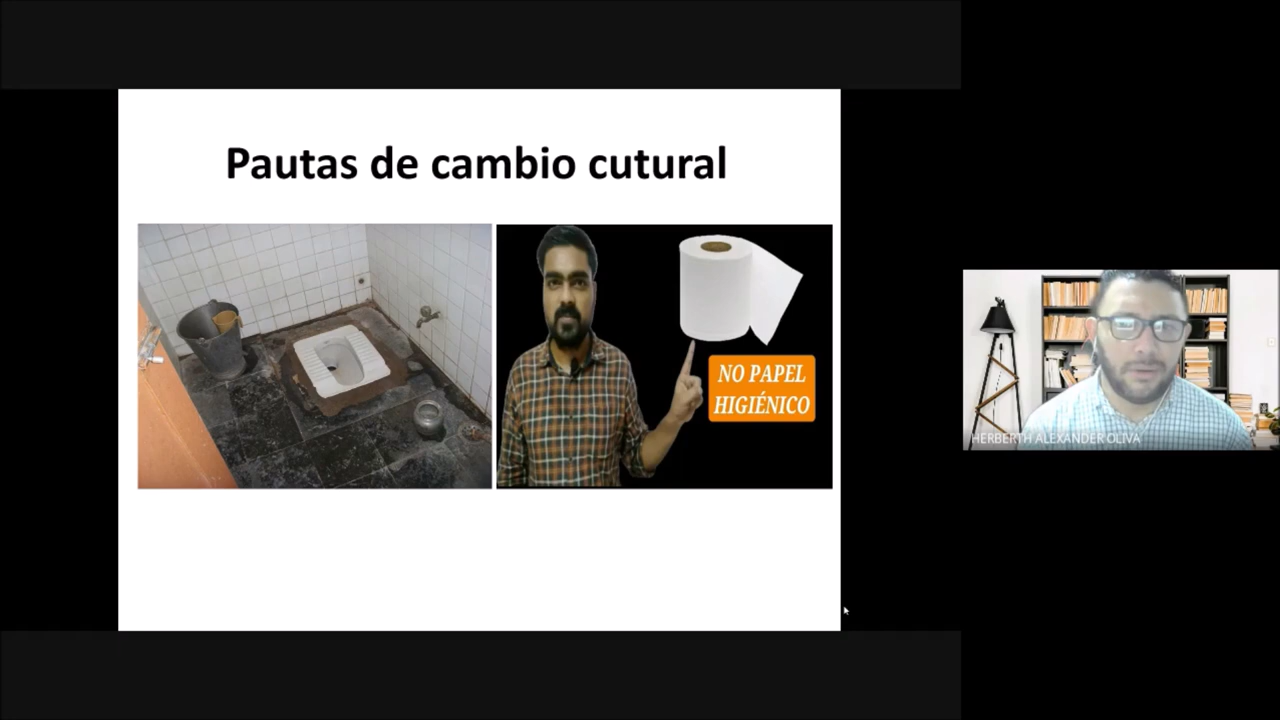 Pautas de cambio cutural
NO PAPEL
HIGIÉNICO
HERBERTH ALEXANDER OLIVA